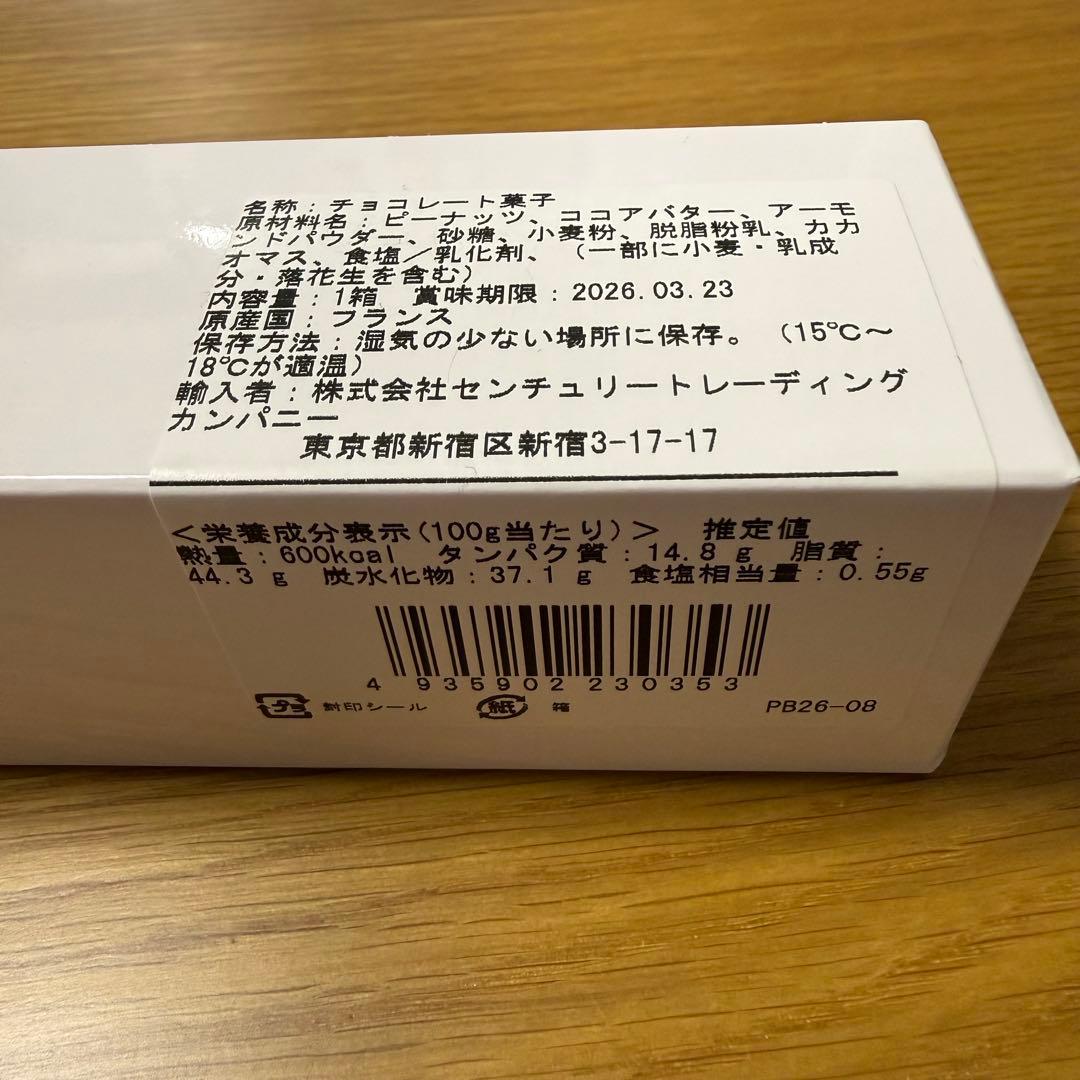 名称：チョコレート菓子
原材料名：ピーナッツ、ココアバター、アーモ
ンドパウダー、砂糖、小麦粉、脱脂粉乳、カカ
オマス、食塩／乳化剤、（一部に小麦・乳成
分・落花生を含む）
内容量：1箱　賞味期限：2026.03.23
原産国：フランス
保存方法：湿気の少ない場所に保存。（15℃～
18℃が適温）
輸入者：株式会社センチュリートレーディング
カンパニー
東京都新宿区新宿3-17-17
＜栄養成分表示(100g当たり)＞　推定値
熱量：600kcal　タンパク質：14.8g　脂質：
44.3g　炭水化物：37.1g　食塩相当量：0.55g
4 935902 230353
プラ 封印シール 紙 箱 PB26-08